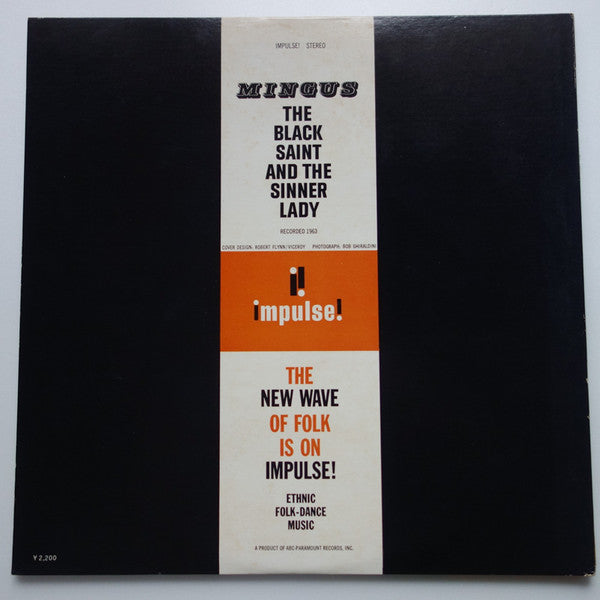 IMPULSE! STEREO
MINGUS
THE
BLACK
SAINT
AND THE
SINNER
LADY
RECORDED 1963
COVER DESIGN: ROBERT FLYNN/VICEROY PHOTOGRAPH: BOB GHIRALDINI
i!
impulse!
THE
NEW WAVE
OF FOLK
IS ON
IMPULSE!
ETHNIC
FOLK-DANCE
MUSIC
A PRODUCT OF ABC-PARAMOUNT RECORDS, INC.
¥2,200